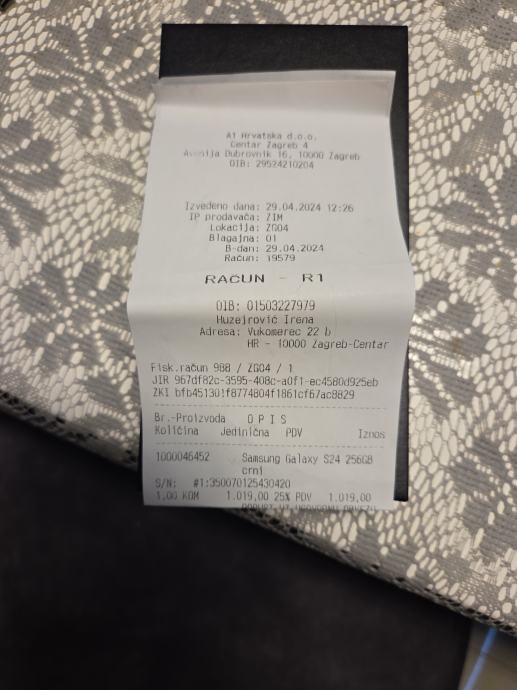 A1 Hrvatska d.o.o.
Centar Zagreb 4
Avenija Dubrovnik 16, 10000 Zagreb
OIB: 29524210204
Izvedeno dana: 29.04.2024 12:26
IP prodavača: ZIM
Lokacija: ZG04
Blagajna: 01
B-dan: 29.04.2024
Račun: 19579
RAČUN - R1
OIB: 01503227979
Huzejrović Irena
Adresa: Vukomerec 22 b
HR - 10000 Zagreb-Centar
Fisk.račun 988 / ZG04 / 1
JIR 967df82c-3595-408c-a0f1-ec4580d925eb
ZKI bfb451301f8774804f1861cf67ac8829
Br.-Proizvoda O P I S
Količina Jedinična PDV Iznos
1000046452 Samsung Galaxy S24 256GB
crni
S/N: #1:350070125430420
1,00 KOM 1.019,00 25% PDV 1.019,00